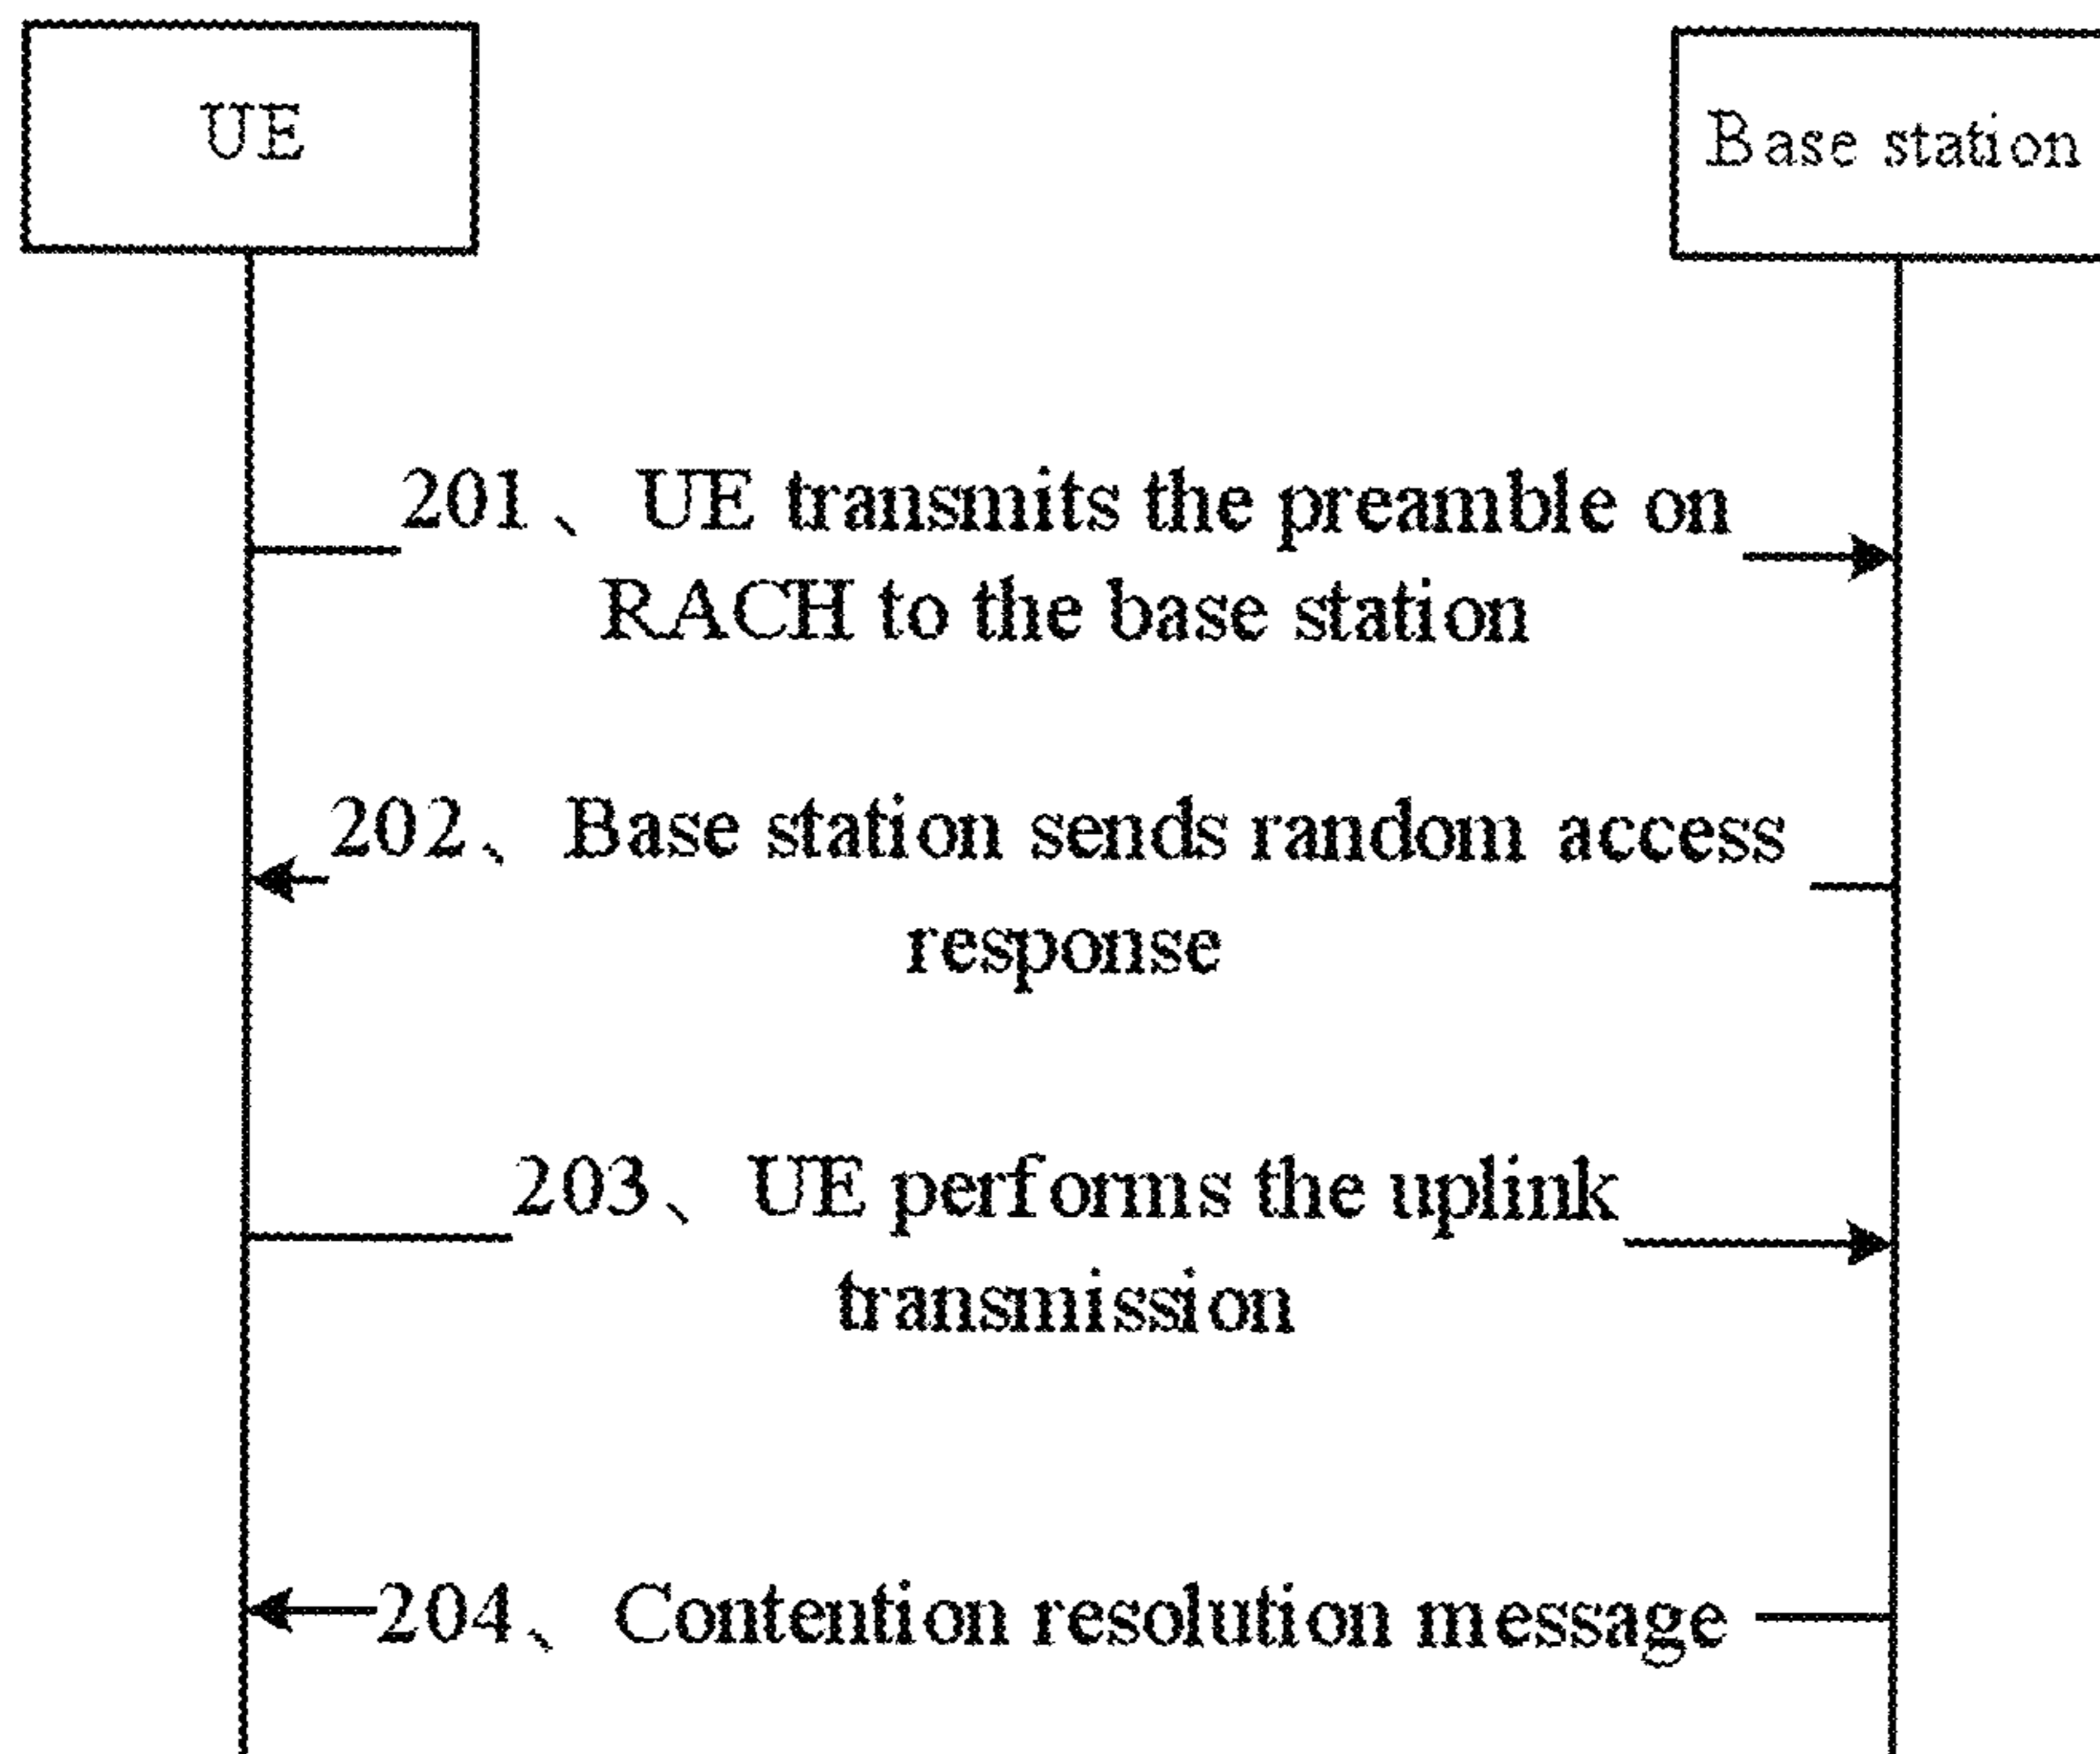 UE
Base station
201、UE transmits the preamble on
RACH to the base station
202、Base station sends random access
response
203、UE performs the uplink
transmission
204、Contention resolution message